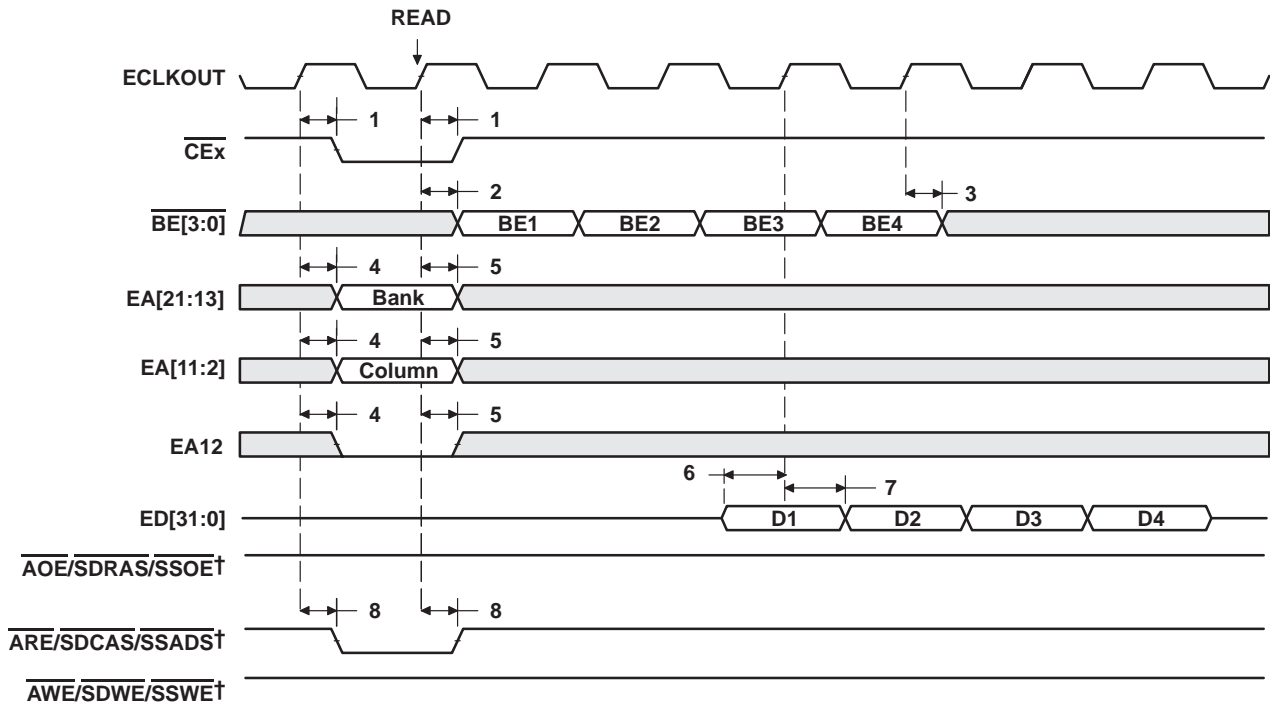 READ
ECLKOUT
1 1
CEx
2 3
BE[3:0] BE1 BE2 BE3 BE4
4 5
EA[21:13] Bank
4 5
EA[11:2] Column
4 5
EA12
6 7
ED[31:0] D1 D2 D3 D4
AOE/SDRAS/SSOE†
8 8
ARE/SDCAS/SSADS†
AWE/SDWE/SSWE†